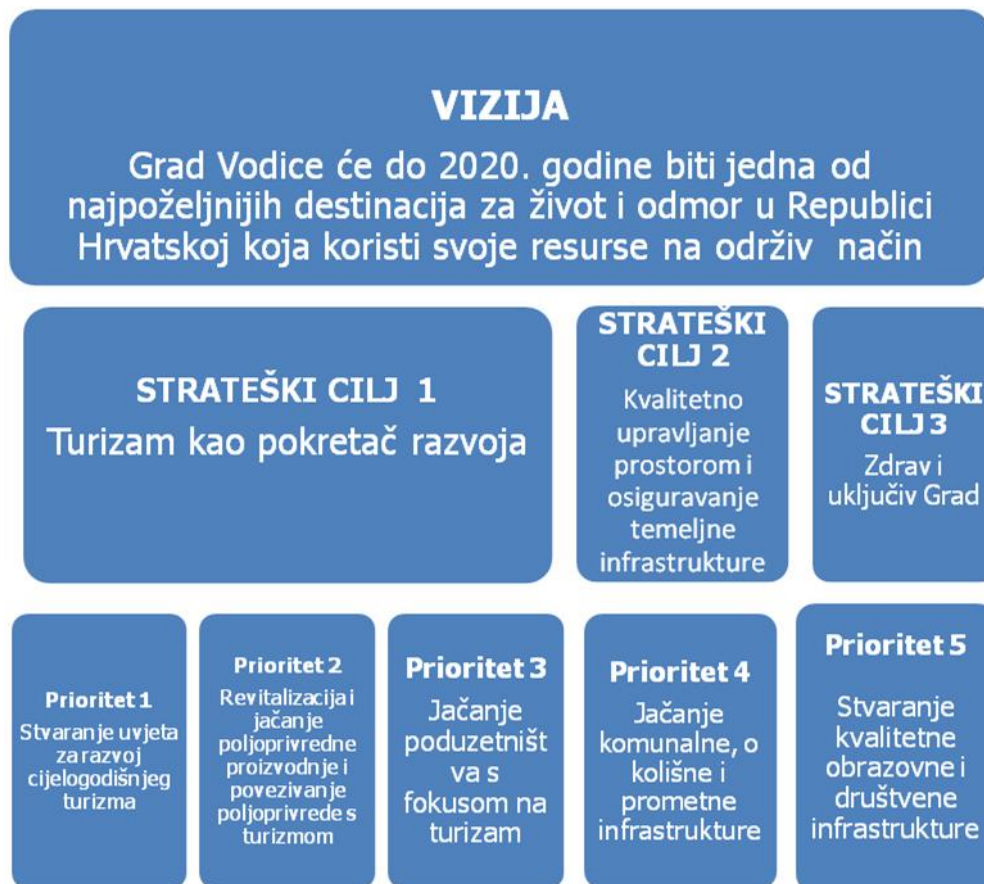 VIZIJA
Grad Vodice će do 2020. godine biti jedna od
najpoželjnijih destinacija za život i odmor u Republici
Hrvatskoj koja koristi svoje resurse na održiv način
STRATEŠKI CILJ 1
Turizam kao pokretač razvoja
STRATEŠKI
CILJ 2
Kvalitetno
upravljanje
prostorom i
osiguravanje
temeljne
infrastrukture
STRATEŠKI
CILJ 3
Zdrav i
uključiv Grad
Prioritet 1
Stvaranje uvjeta
za razvoj
cijelogodišnjeg
turizma
Prioritet 2
Revitalizacija i
jačanje
poljoprivredne
proizvodnje i
povezivanje
poljoprivrede s
turizmom
Prioritet 3
Jačanje
poduzetništ
va s
fokusom na
turizam
Prioritet 4
Jačanje
komunalne, o
kolišne i
prometne
infrastrukture
Prioritet 5
Stvaranje
kvalitetne
obrazovne i
društvene
infrastrukture